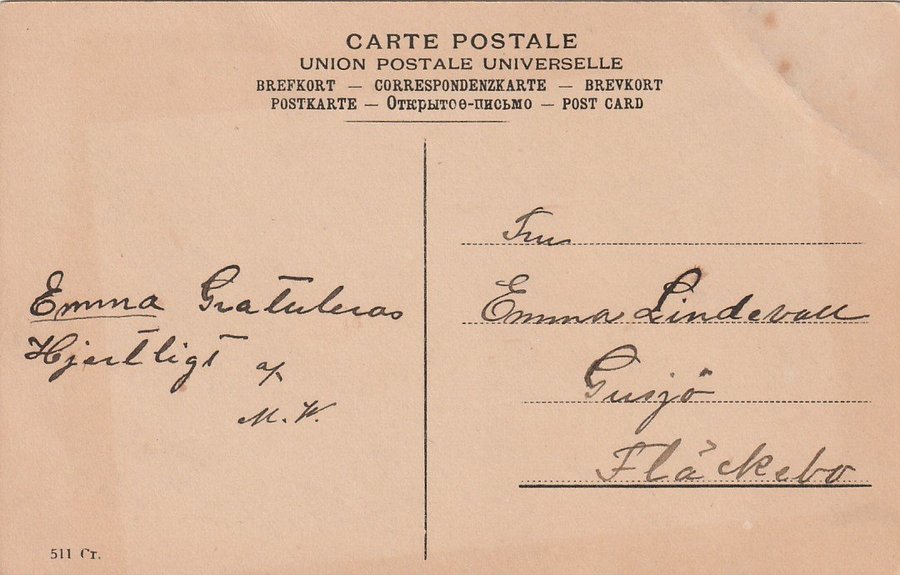 CARTE POSTALE
UNION POSTALE UNIVERSELLE
BREFKORT — CORRESPONDENZKARTE — BREVKORT
POSTKARTE — Открытое-письмо — POST CARD
Emma Gratuleras
Hjertligt af
M. W.
Fru
Emma Lindevall
Gusjö
Fläckebo
511 Ст.